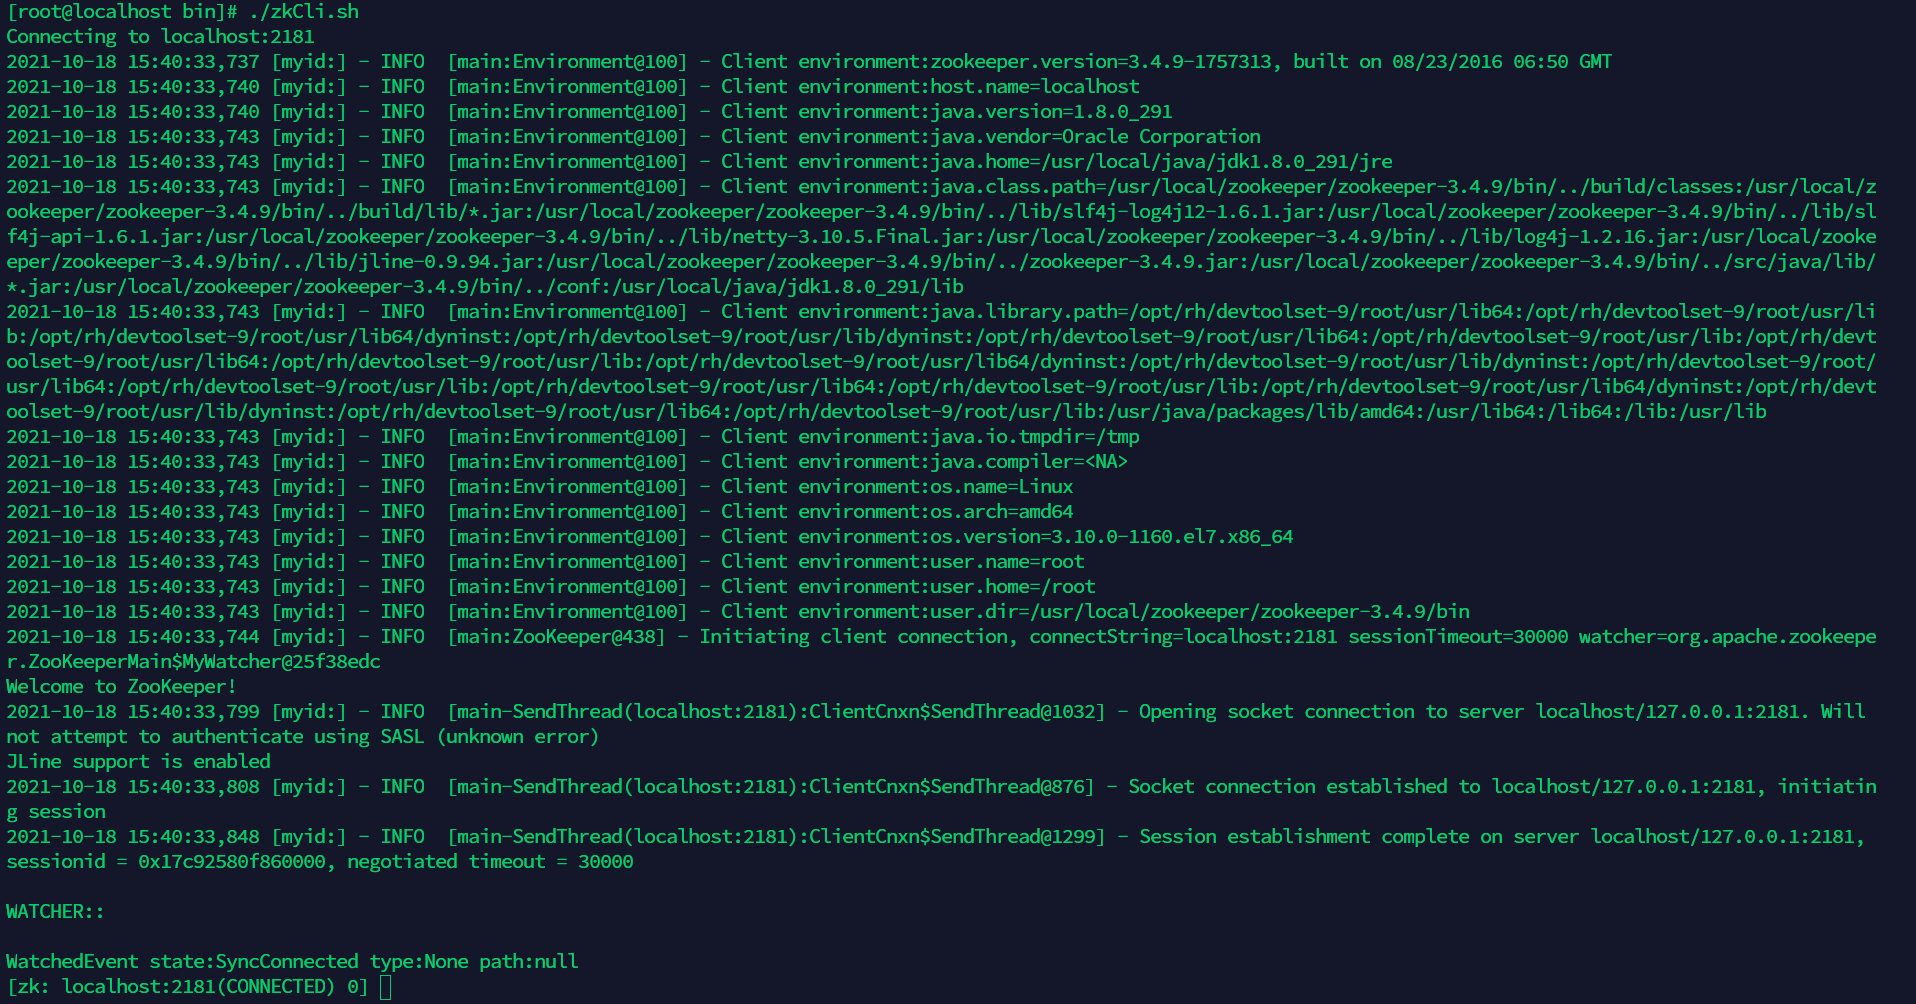 [root@localhost bin]# ./zkCli.sh
Connecting to localhost:2181
2021-10-18 15:40:33,737 [myid:] - INFO  [main:Environment@100] - Client environment:zookeeper.version=3.4.9-1757313, built on 08/23/2016 06:50 GMT
2021-10-18 15:40:33,740 [myid:] - INFO  [main:Environment@100] - Client environment:host.name=localhost
2021-10-18 15:40:33,740 [myid:] - INFO  [main:Environment@100] - Client environment:java.version=1.8.0_291
2021-10-18 15:40:33,743 [myid:] - INFO  [main:Environment@100] - Client environment:java.vendor=Oracle Corporation
2021-10-18 15:40:33,743 [myid:] - INFO  [main:Environment@100] - Client environment:java.home=/usr/local/java/jdk1.8.0_291/jre
2021-10-18 15:40:33,743 [myid:] - INFO  [main:Environment@100] - Client environment:java.class.path=/usr/local/zookeeper/zookeeper-3.4.9/bin/../build/classes:/usr/local/z
ookeeper/zookeeper-3.4.9/bin/../build/lib/*.jar:/usr/local/zookeeper/zookeeper-3.4.9/bin/../lib/slf4j-log4j12-1.6.1.jar:/usr/local/zookeeper/zookeeper-3.4.9/bin/../lib/sl
f4j-api-1.6.1.jar:/usr/local/zookeeper/zookeeper-3.4.9/bin/../lib/netty-3.10.5.Final.jar:/usr/local/zookeeper/zookeeper-3.4.9/bin/../lib/log4j-1.2.16.jar:/usr/local/zooke
eper/zookeeper-3.4.9/bin/../lib/jline-0.9.94.jar:/usr/local/zookeeper/zookeeper-3.4.9/bin/../zookeeper-3.4.9.jar:/usr/local/zookeeper/zookeeper-3.4.9/bin/../src/java/lib/
*.jar:/usr/local/zookeeper/zookeeper-3.4.9/bin/../conf:/usr/local/java/jdk1.8.0_291/lib
2021-10-18 15:40:33,743 [myid:] - INFO  [main:Environment@100] - Client environment:java.library.path=/opt/rh/devtoolset-9/root/usr/lib64:/opt/rh/devtoolset-9/root/usr/li
b:/opt/rh/devtoolset-9/root/usr/lib64/dyninst:/opt/rh/devtoolset-9/root/usr/lib/dyninst:/opt/rh/devtoolset-9/root/usr/lib64:/opt/rh/devtoolset-9/root/usr/lib:/opt/rh/devt
oolset-9/root/usr/lib64:/opt/rh/devtoolset-9/root/usr/lib:/opt/rh/devtoolset-9/root/usr/lib64/dyninst:/opt/rh/devtoolset-9/root/usr/lib/dyninst:/opt/rh/devtoolset-9/root/
usr/lib64:/opt/rh/devtoolset-9/root/usr/lib:/opt/rh/devtoolset-9/root/usr/lib64:/opt/rh/devtoolset-9/root/usr/lib:/opt/rh/devtoolset-9/root/usr/lib64/dyninst:/opt/rh/devt
oolset-9/root/usr/lib/dyninst:/opt/rh/devtoolset-9/root/usr/lib64:/opt/rh/devtoolset-9/root/usr/lib:/usr/java/packages/lib/amd64:/usr/lib64:/lib64:/lib:/usr/lib
2021-10-18 15:40:33,743 [myid:] - INFO  [main:Environment@100] - Client environment:java.io.tmpdir=/tmp
2021-10-18 15:40:33,743 [myid:] - INFO  [main:Environment@100] - Client environment:java.compiler=<NA>
2021-10-18 15:40:33,743 [myid:] - INFO  [main:Environment@100] - Client environment:os.name=Linux
2021-10-18 15:40:33,743 [myid:] - INFO  [main:Environment@100] - Client environment:os.arch=amd64
2021-10-18 15:40:33,743 [myid:] - INFO  [main:Environment@100] - Client environment:os.version=3.10.0-1160.el7.x86_64
2021-10-18 15:40:33,743 [myid:] - INFO  [main:Environment@100] - Client environment:user.name=root
2021-10-18 15:40:33,743 [myid:] - INFO  [main:Environment@100] - Client environment:user.home=/root
2021-10-18 15:40:33,743 [myid:] - INFO  [main:Environment@100] - Client environment:user.dir=/usr/local/zookeeper/zookeeper-3.4.9/bin
2021-10-18 15:40:33,744 [myid:] - INFO  [main:ZooKeeper@438] - Initiating client connection, connectString=localhost:2181 sessionTimeout=30000 watcher=org.apache.zookeepe
r.ZooKeeperMain$MyWatcher@25f38edc
Welcome to ZooKeeper!
2021-10-18 15:40:33,799 [myid:] - INFO  [main-SendThread(localhost:2181):ClientCnxn$SendThread@1032] - Opening socket connection to server localhost/127.0.0.1:2181. Will
not attempt to authenticate using SASL (unknown error)
JLine support is enabled
2021-10-18 15:40:33,808 [myid:] - INFO  [main-SendThread(localhost:2181):ClientCnxn$SendThread@876] - Socket connection established to localhost/127.0.0.1:2181, initiatin
g session
2021-10-18 15:40:33,848 [myid:] - INFO  [main-SendThread(localhost:2181):ClientCnxn$SendThread@1299] - Session establishment complete on server localhost/127.0.0.1:2181,
sessionid = 0x17c92580f860000, negotiated timeout = 30000
WATCHER::
WatchedEvent state:SyncConnected type:None path:null
[zk: localhost:2181(CONNECTED) 0]